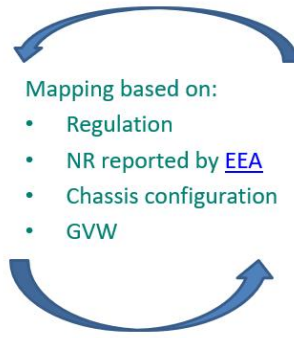 Mapping based on:
• Regulation
• NR reported by EEA
• Chassis configuration
• GVW